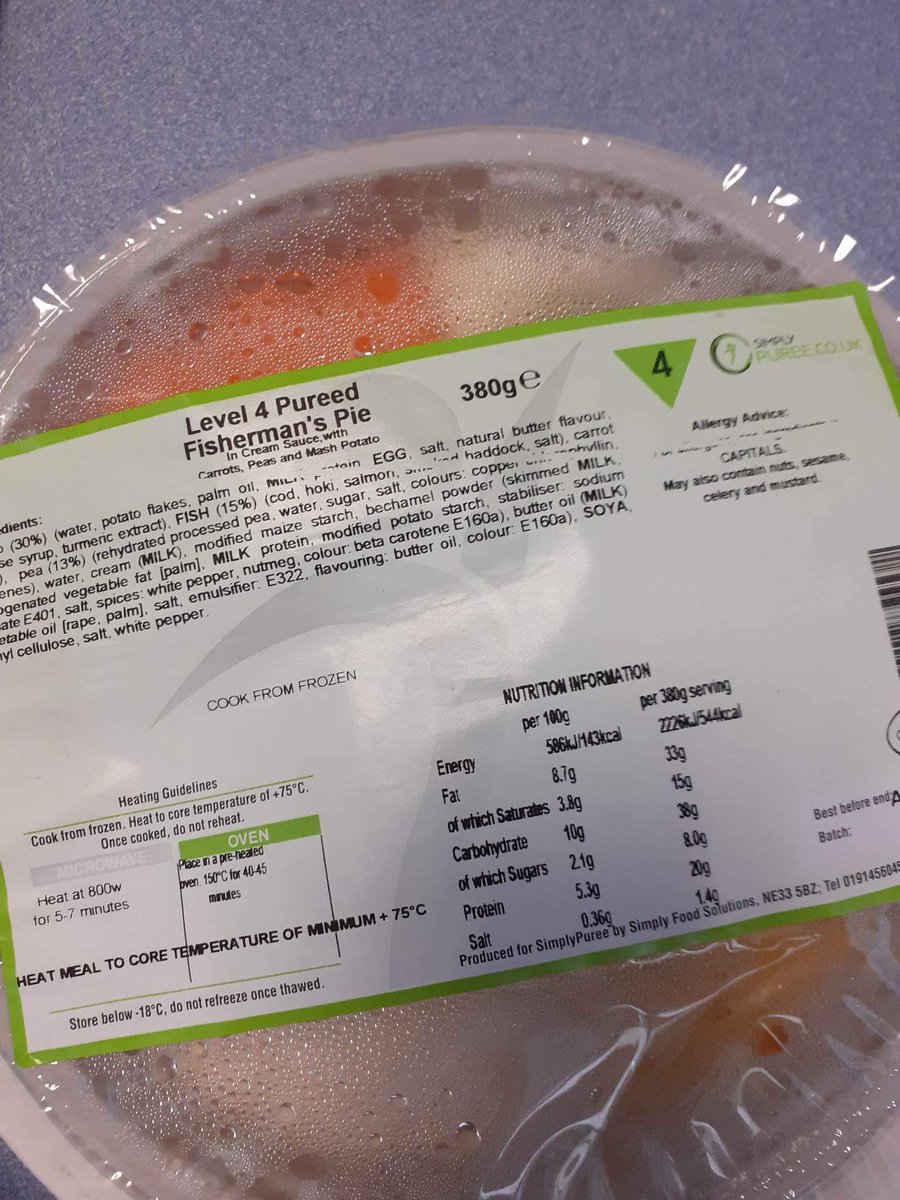 Level 4 Pureed
Fisherman's Pie
In Cream Sauce, with
Carrots, Peas and Mash Potato
380g e
4
SIMPLY
PUREE.CO.UK
Allergy Advice:
CAPITALS.
May also contain nuts, sesame,
celery and mustard.
dients:
(30%) (water, potato flakes, palm oil, EGG, salt, natural butter flavour,
se syrup, turmeric extract), FISH (15%) (cod, hoki, salmon, haddock, salt), carrot
), pea (13%) (rehydrated processed pea, water, sugar, salt, colours: copper
enes), water, cream (MILK), modified maize starch, bechamel powder (skimmed MILK,
ogenated vegetable fat [palm], MILK protein, modified potato starch, stabiliser: sodium
ate E401, salt, spices: white pepper, nutmeg, colour: beta carotene E160a), butter oil (MILK)
etable oil [rape, palm], salt, emulsifier: E322, flavouring: butter oil, colour: E160a), SOYA,
yl cellulose, salt, white pepper.
COOK FROM FROZEN
Heating Guidelines
Cook from frozen. Heat to core temperature of +75°C.
Once cooked, do not reheat.
MICROWAVE
Heat at 800w
for 5-7 minutes
OVEN
Place in a pre-heated
oven 150°C for 40-45
minutes
HEAT MEAL TO CORE TEMPERATURE OF MINIMUM + 75°C
Store below -18°C, do not refreeze once thawed.
NUTRITION INFORMATION
per 100g per 380g serving
Energy 586kJ/143kcal 2226kJ/544kcal
Fat 8.7g 33g
of which Saturates 3.8g 15g
Carbohydrate 10g 38g
of which Sugars 2.1g 8.0g
Protein 5.3g 20g
Salt 0.36g 1.4g
Produced for SimplyPuree by Simply Food Solutions, NE33 5BZ; Tel 019145604
Best before end:
Batch: